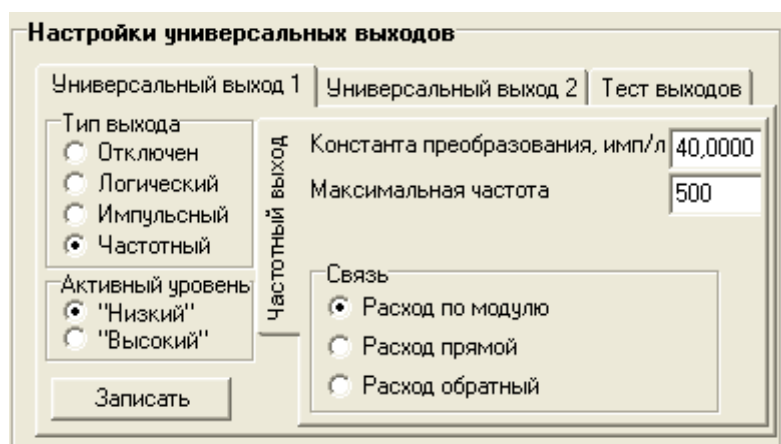 Настройки универсальных выходов
Универсальный выход 1 Универсальный выход 2 Тест выходов
Тип выхода
Отключен
Логический
Импульсный
Частотный
Активный уровень
"Низкий"
"Высокий"
Записать
Частотный выход
Константа преобразования, имп/л 40,0000
Максимальная частота 500
Связь
Расход по модулю
Расход прямой
Расход обратный